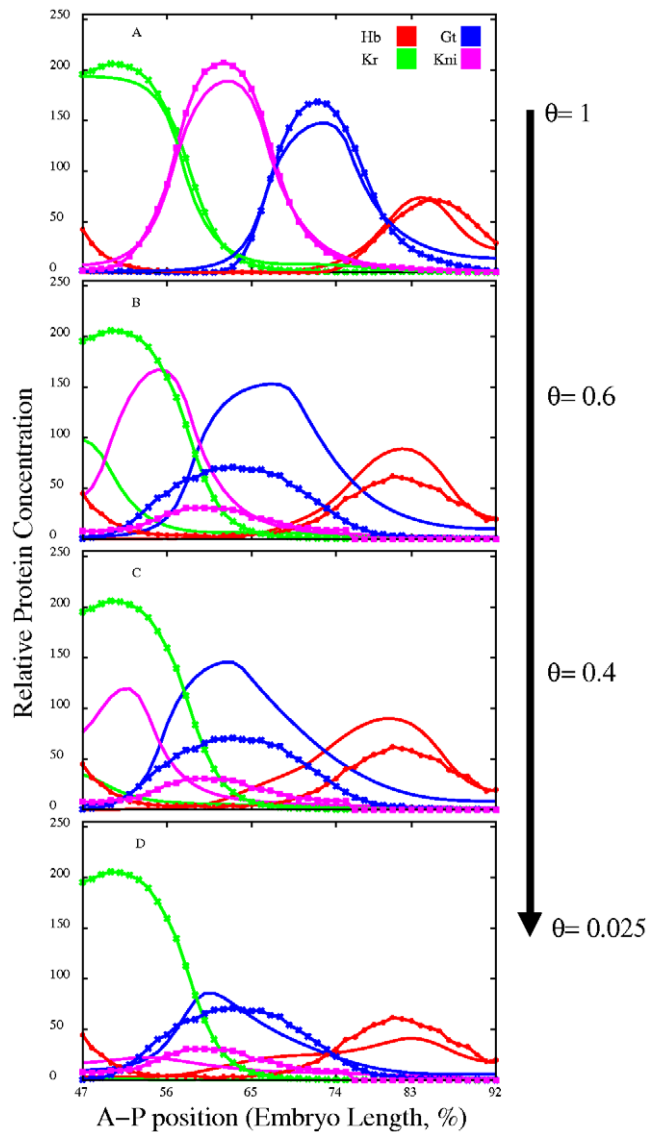 250
A
Hb
Gt
Kr
Kni
200
150
100
50
0
θ= 1
250
B
200
150
100
50
0
θ= 0.6
Relative Protein Concentration
250
C
200
150
100
50
0
θ= 0.4
250
D
200
150
100
50
0
θ= 0.025
47 56 65 74 83 92
A-P position (Embryo Length, %)